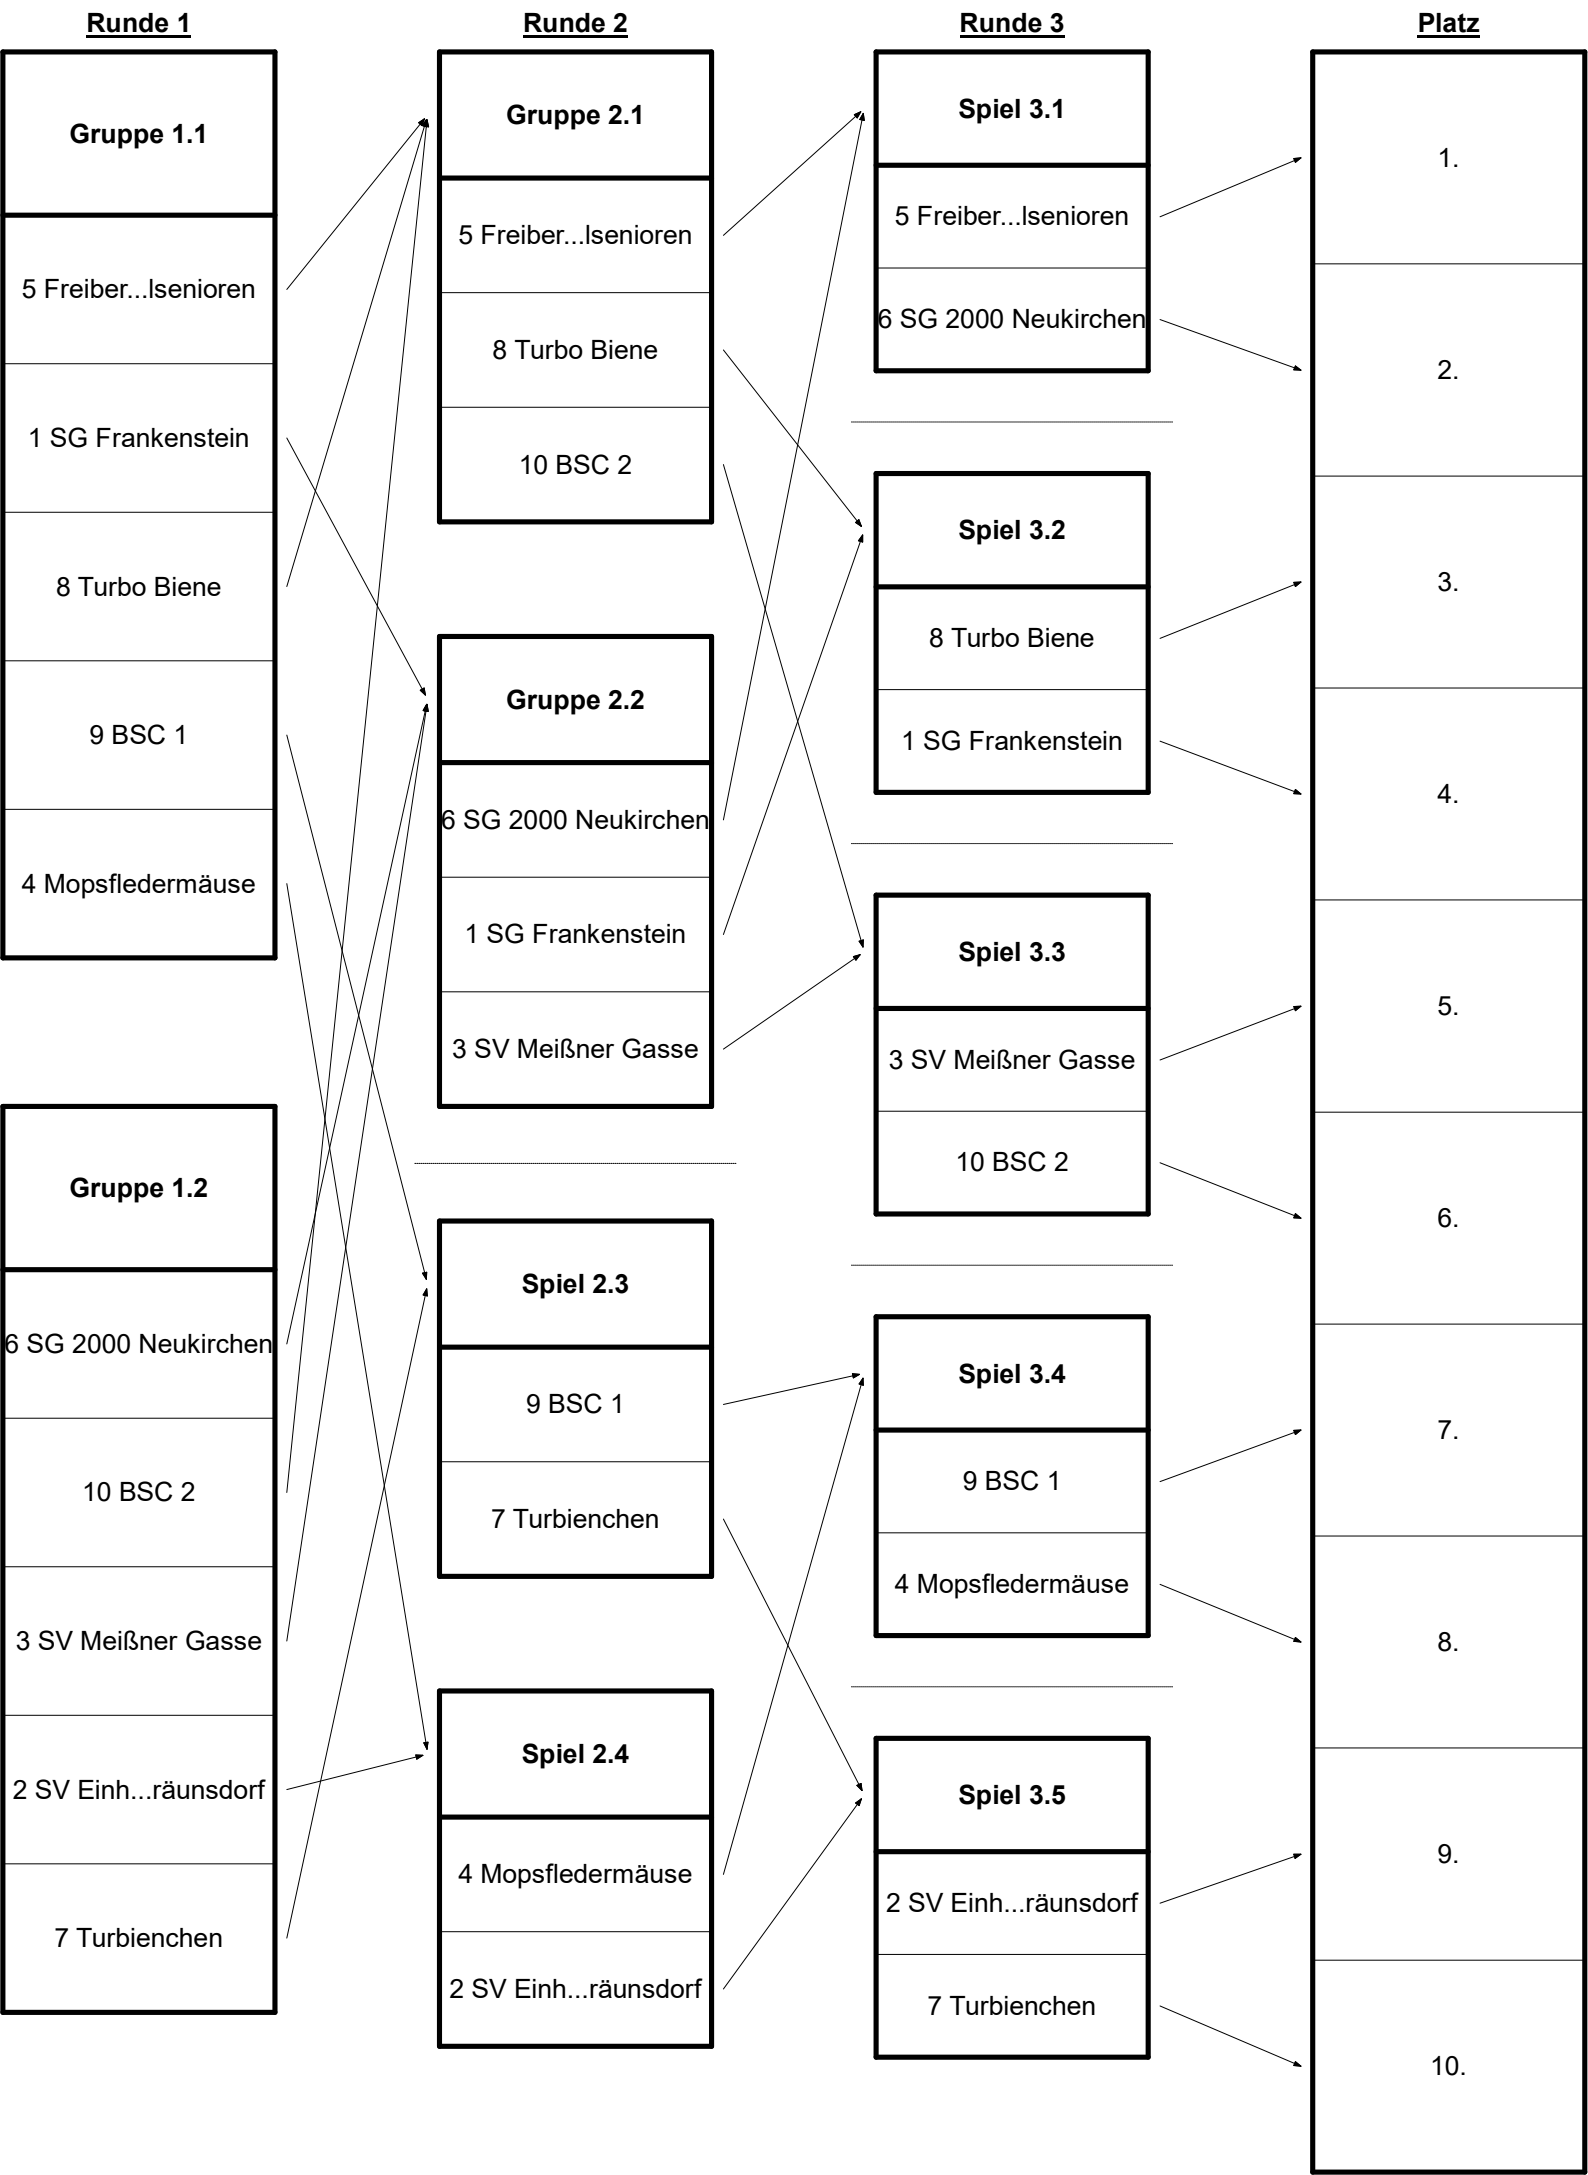 Runde 1
Gruppe 1.1
5 Freiber...lsenioren
1 SG Frankenstein
8 Turbo Biene
9 BSC 1
4 Mopsfledermäuse
Gruppe 1.2
6 SG 2000 Neukirchen
10 BSC 2
3 SV Meißner Gasse
2 SV Einh...räunsdorf
7 Turbienchen
Runde 2
Gruppe 2.1
5 Freiber...lsenioren
8 Turbo Biene
10 BSC 2
Gruppe 2.2
6 SG 2000 Neukirchen
1 SG Frankenstein
3 SV Meißner Gasse
Spiel 2.3
9 BSC 1
7 Turbienchen
Spiel 2.4
4 Mopsfledermäuse
2 SV Einh...räunsdorf
Runde 3
Spiel 3.1
5 Freiber...lsenioren
6 SG 2000 Neukirchen
Spiel 3.2
8 Turbo Biene
1 SG Frankenstein
Spiel 3.3
3 SV Meißner Gasse
10 BSC 2
Spiel 3.4
9 BSC 1
4 Mopsfledermäuse
Spiel 3.5
2 SV Einh...räunsdorf
7 Turbienchen
Platz
1.
2.
3.
4.
5.
6.
7.
8.
9.
10.